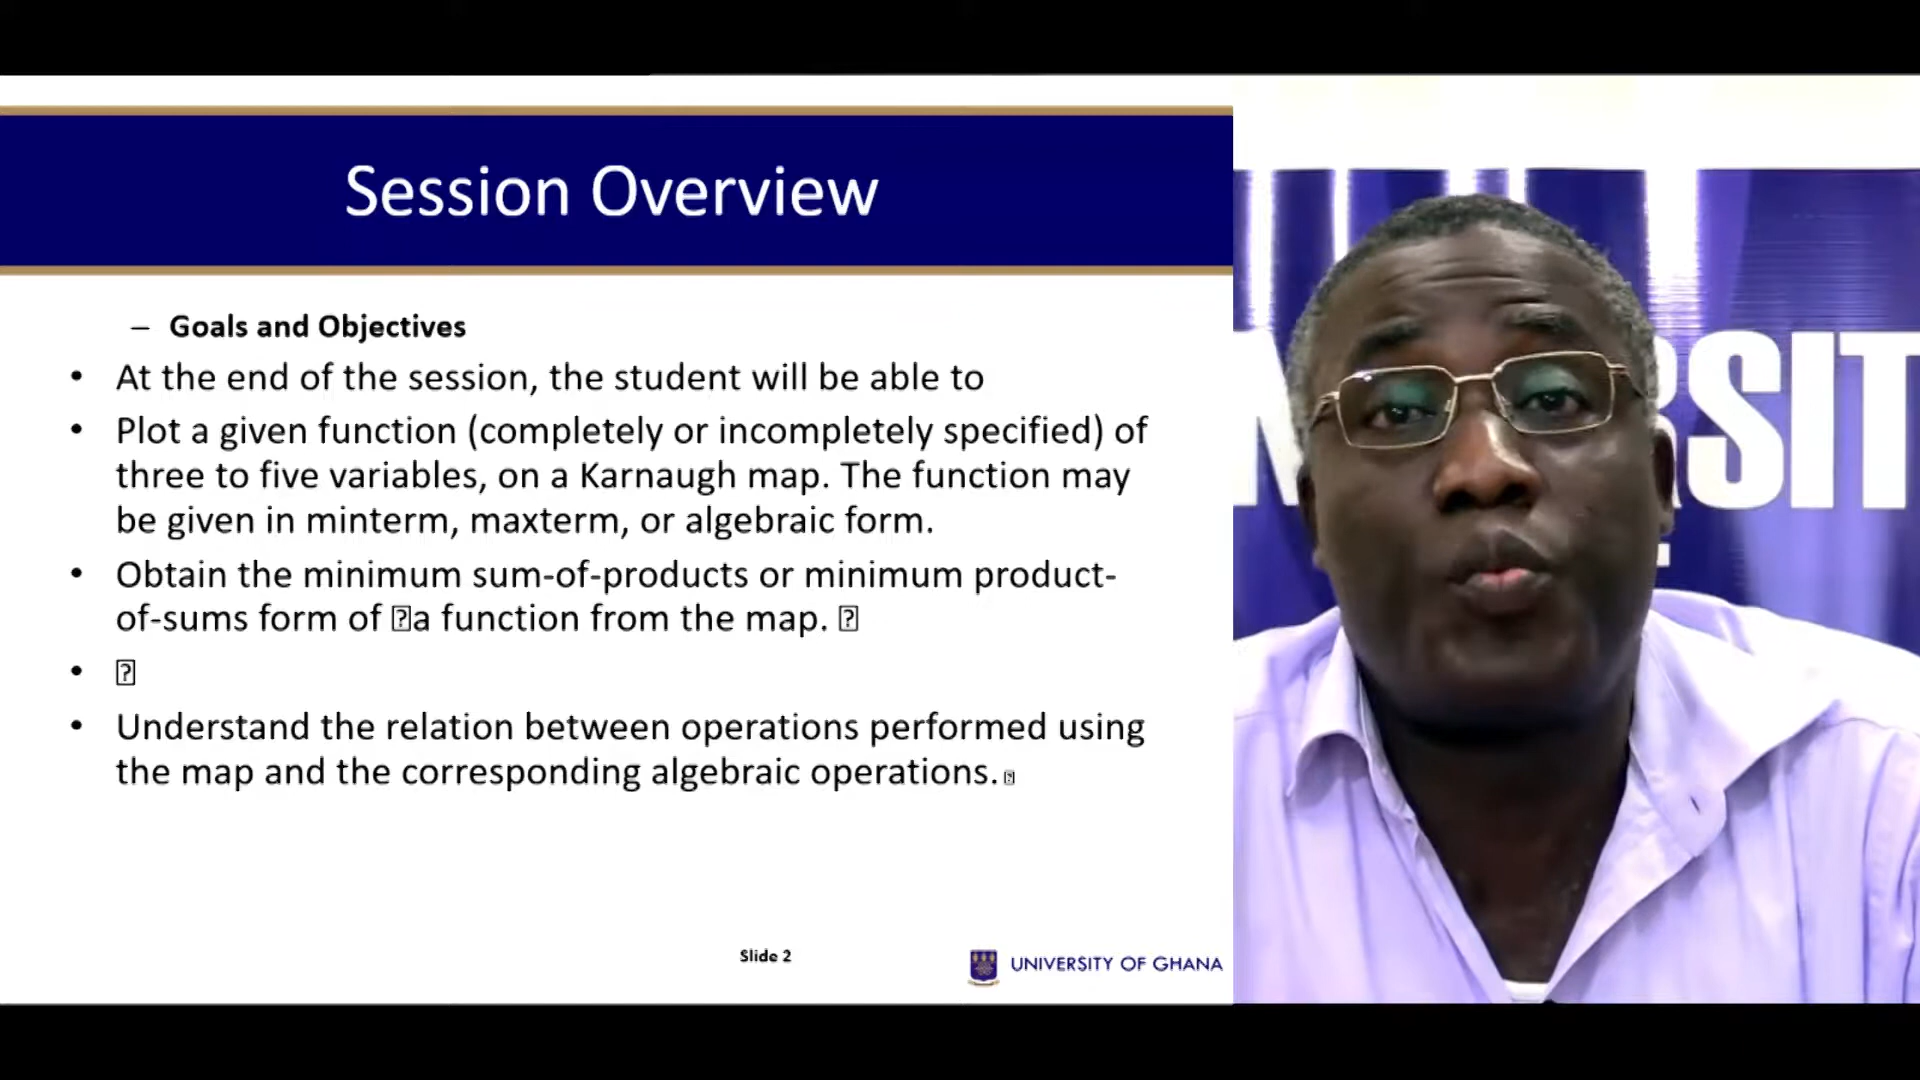 Session Overview
– Goals and Objectives
• At the end of the session, the student will be able to
• Plot a given function (completely or incompletely specified) of
three to five variables, on a Karnaugh map. The function may
be given in minterm, maxterm, or algebraic form.
• Obtain the minimum sum-of-products or minimum product-
of-sums form of a function from the map.
•
• Understand the relation between operations performed using
the map and the corresponding algebraic operations.
Slide 2
UNIVERSITY OF GHANA